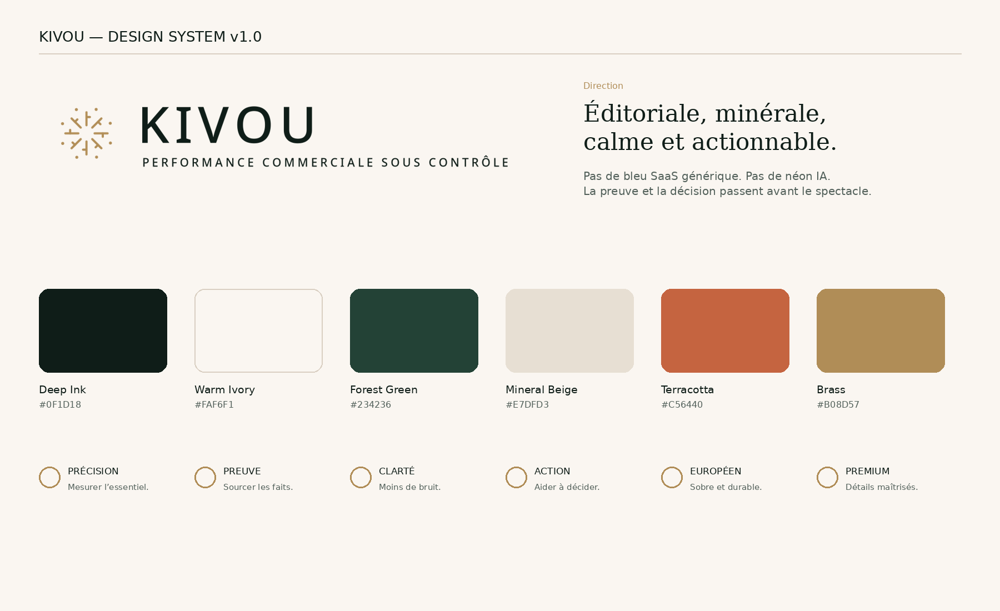 KIVOU — DESIGN SYSTEM v1.0
KIVOU
PERFORMANCE COMMERCIALE SOUS CONTRÔLE
Direction
Éditoriale, minérale,
calme et actionnable.
Pas de bleu SaaS générique. Pas de néon IA.
La preuve et la décision passent avant le spectacle.
Deep Ink
#0F1D18
Warm Ivory
#FAF6F1
Forest Green
#234236
Mineral Beige
#E7DFD3
Terracotta
#C56440
Brass
#B08D57
PRÉCISION
Mesurer l’essentiel.
PREUVE
Sourcer les faits.
CLARTÉ
Moins de bruit.
ACTION
Aider à décider.
EUROPÉEN
Sobre et durable.
PREMIUM
Détails maîtrisés.